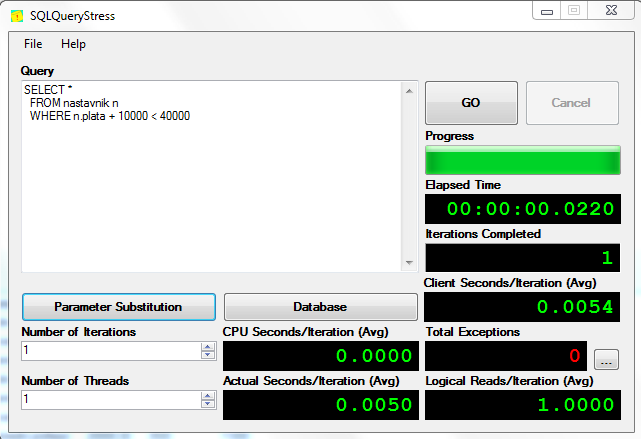 SQLQueryStress
File Help
Query
SELECT *
FROM nastavnik n
WHERE n.plata + 10000 < 40000
GO Cancel
Progress
Elapsed Time
00:00:00.0220
Iterations Completed
1
Client Seconds/Iteration (Avg)
0.0054
Parameter Substitution Database
Number of Iterations CPU Seconds/Iteration (Avg) Total Exceptions
1 0.0000 0 ...
Number of Threads Actual Seconds/Iteration (Avg) Logical Reads/Iteration (Avg)
1 0.0050 1.0000